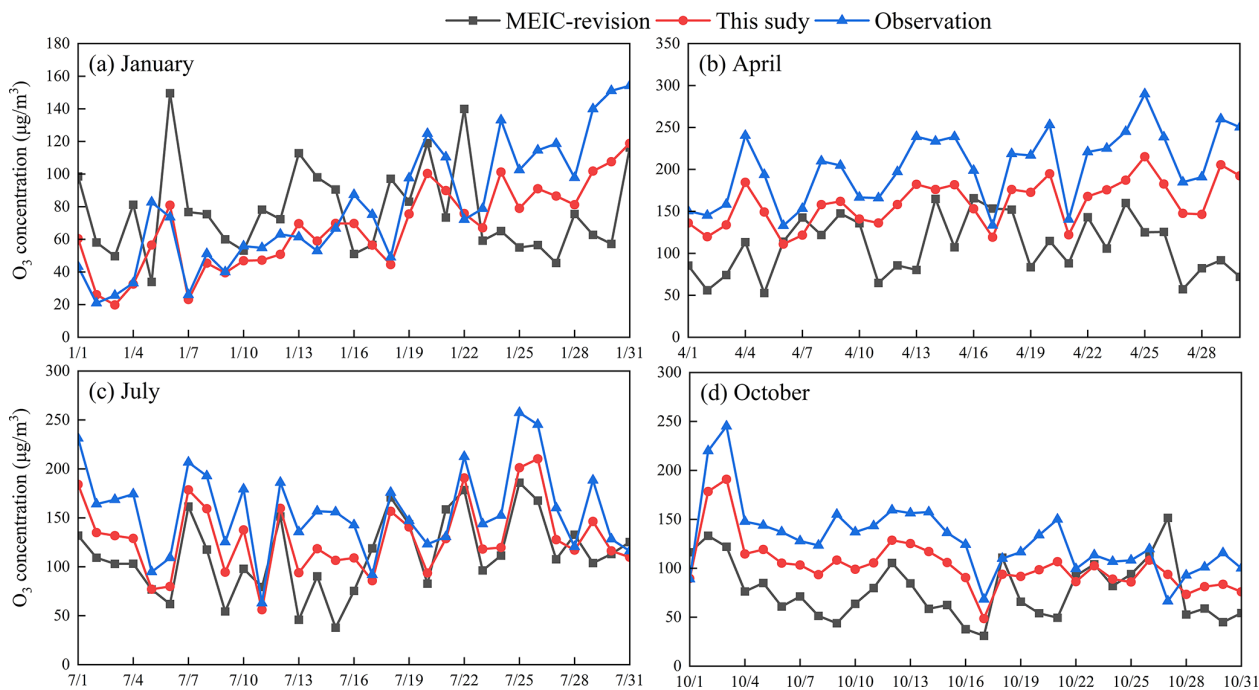 MEIC-revision This sudy Observation
(a) January
O₃ concentration (μg/m³)
180
160
140
120
100
80
60
40
20
0
1/1 1/4 1/7 1/10 1/13 1/16 1/19 1/22 1/25 1/28 1/31
(b) April
350
300
250
200
150
100
50
0
4/1 4/4 4/7 4/10 4/13 4/16 4/19 4/22 4/25 4/28
(c) July
O₃ concentration (μg/m³)
300
250
200
150
100
50
0
7/1 7/4 7/7 7/10 7/13 7/16 7/19 7/22 7/25 7/28 7/31
(d) October
300
250
200
150
100
50
0
10/1 10/4 10/7 10/10 10/13 10/16 10/19 10/22 10/25 10/28 10/31